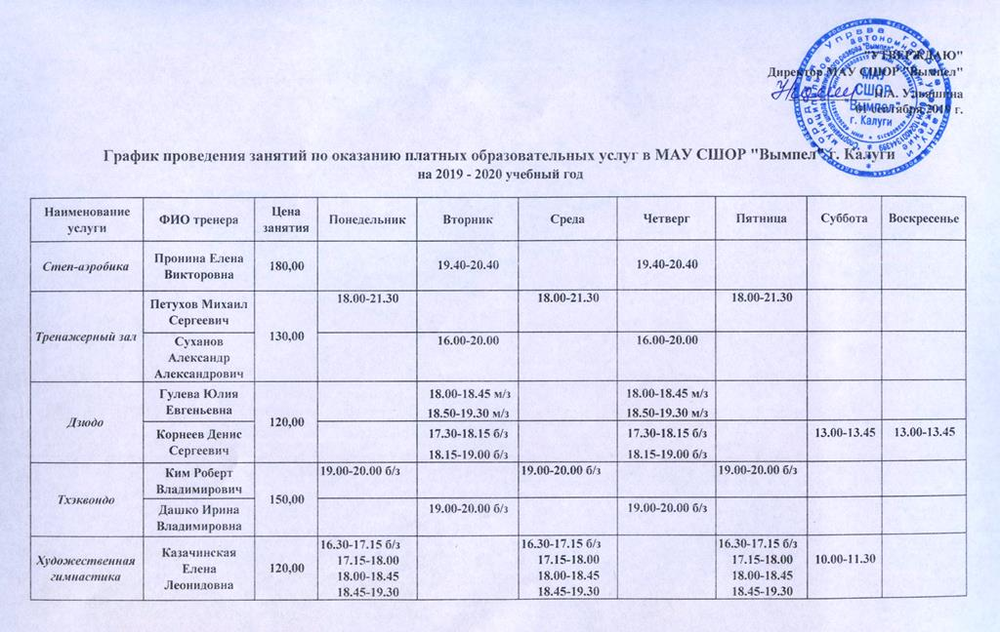 "УТВЕРЖДАЮ"
Директор МАУ СШОР "Вымпел"
Н.А. Ульяшина
01 сентября 2019 г.
МАУ
СШОР
"Вымпел"
г. Калуги
График проведения занятий по оказанию платных образовательных услуг в МАУ СШОР "Вымпел" г. Калуги
на 2019 - 2020 учебный год
Наименование услуги ФИО тренера Цена занятия Понедельник Вторник Среда Четверг Пятница Суббота Воскресенье
Степ-аэробика Пронина Елена Викторовна 180,00 19.40-20.40 19.40-20.40
Тренажерный зал Петухов Михаил Сергеевич 130,00 18.00-21.30 18.00-21.30 18.00-21.30
Суханов Александр Александрович 16.00-20.00 16.00-20.00
Дзюдо Гулева Юлия Евгеньевна 120,00 18.00-18.45 м/з 18.00-18.45 м/з
18.50-19.30 м/з 18.50-19.30 м/з
Корнеев Денис Сергеевич 17.30-18.15 б/з 17.30-18.15 б/з 13.00-13.45 13.00-13.45
18.15-19.00 б/з 18.15-19.00 б/з
Тхэквондо Ким Роберт Владимирович 150,00 19.00-20.00 б/з 19.00-20.00 б/з 19.00-20.00 б/з
Дашко Ирина Владимировна 19.00-20.00 б/з 19.00-20.00 б/з
Художественная гимнастика Казачинская Елена Леонидовна 120,00 16.30-17.15 б/з 16.30-17.15 б/з 16.30-17.15 б/з 10.00-11.30
17.15-18.00 17.15-18.00 17.15-18.00
18.00-18.45 18.00-18.45 18.00-18.45
18.45-19.30 18.45-19.30 18.45-19.30